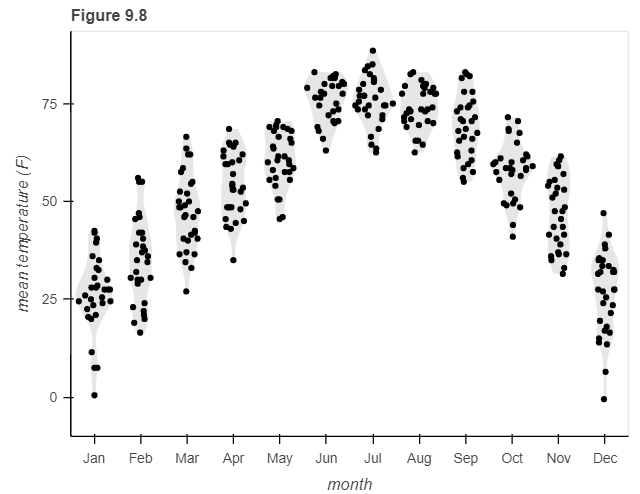 Figure 9.8
mean temperature (F)
75
50
25
0
Jan Feb Mar Apr May Jun Jul Aug Sep Oct Nov Dec
month